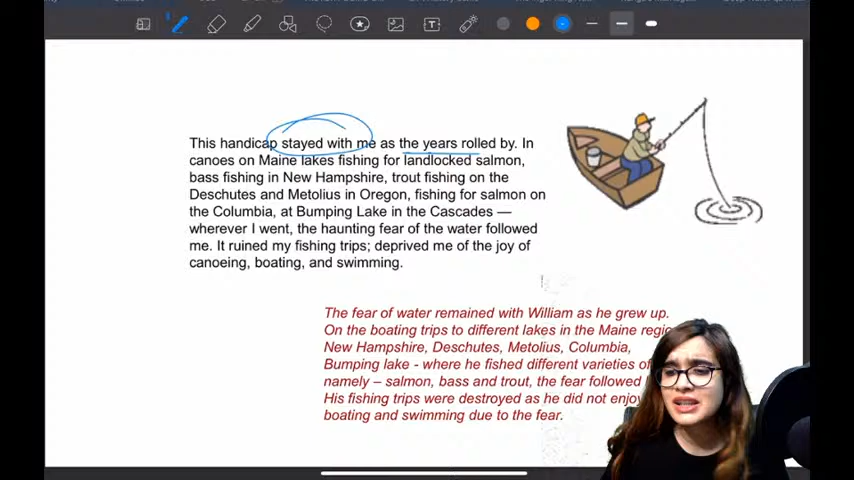 This handicap stayed with me as the years rolled by. In
canoes on Maine lakes fishing for landlocked salmon,
bass fishing in New Hampshire, trout fishing on the
Deschutes and Metolius in Oregon, fishing for salmon on
the Columbia, at Bumping Lake in the Cascades —
wherever I went, the haunting fear of the water followed
me. It ruined my fishing trips; deprived me of the joy of
canoeing, boating, and swimming.
The fear of water remained with William as he grew up.
On the boating trips to different lakes in the Maine
New Hampshire, Deschutes, Metolius, Columbia,
Bumping lake - where he fished different varieties of
namely – salmon, bass and trout, the fear followed
His fishing trips were destroyed as he did not enjoy
boating and swimming due to the fear.